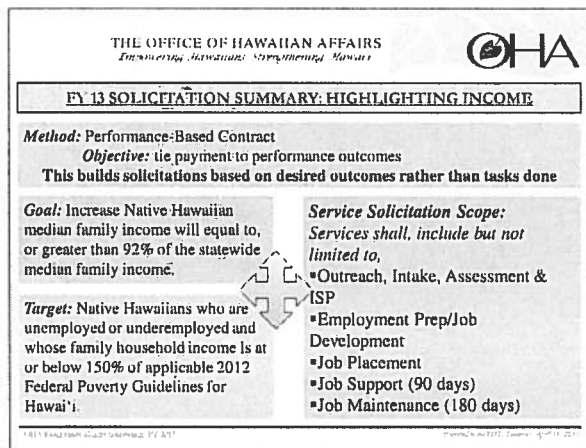 THE OFFICE OF HAWAIIAN AFFAIRS
Empowering Hawaiians, Strengthening Hawai'i
OHA
FY 13 SOLICITATION SUMMARY: HIGHLIGHTING INCOME
Method: Performance-Based Contract
Objective: tie payment to performance outcomes
This builds solicitations based on desired outcomes rather than tasks done
Goal: Increase Native Hawaiian
median family income will equal to,
or greater than 92% of the statewide
median family income.
Target: Native Hawaiians who are
unemployed or underemployed and
whose family household income is at
or below 150% of applicable 2012
Federal Poverty Guidelines for
Hawai'i.
Service Solicitation Scope:
Services shall, include but not
limited to,
▪Outreach, Intake, Assessment &
ISP
▪Employment Prep/Job
Development
▪Job Placement
▪Job Support (90 days)
▪Job Maintenance (180 days)